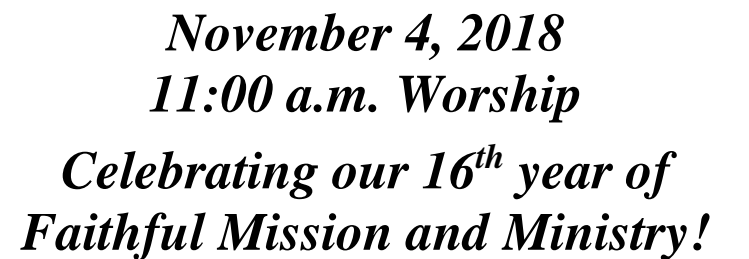 November 4, 2018
11:00 a.m. Worship
Celebrating our 16th year of
Faithful Mission and Ministry!